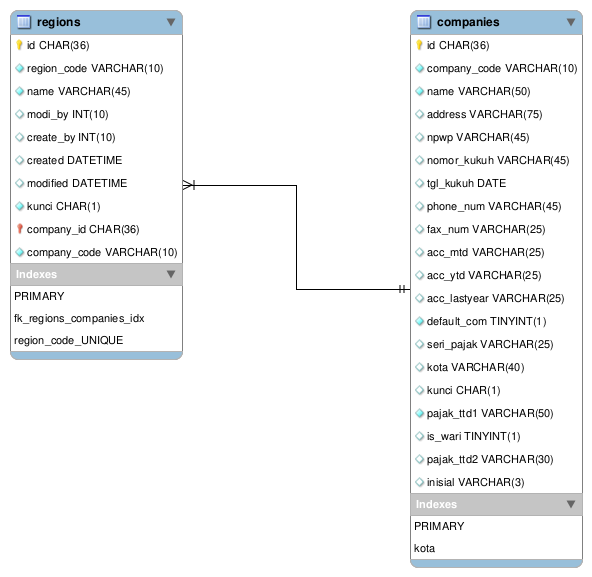 regions
id CHAR(36)
region_code VARCHAR(10)
name VARCHAR(45)
modi_by INT(10)
create_by INT(10)
created DATETIME
modified DATETIME
kunci CHAR(1)
company_id CHAR(36)
company_code VARCHAR(10)
Indexes
PRIMARY
fk_regions_companies_idx
region_code_UNIQUE
companies
id CHAR(36)
company_code VARCHAR(10)
name VARCHAR(50)
address VARCHAR(75)
npwp VARCHAR(45)
nomor_kukuh VARCHAR(45)
tgl_kukuh DATE
phone_num VARCHAR(45)
fax_num VARCHAR(25)
acc_mtd VARCHAR(25)
acc_ytd VARCHAR(25)
acc_lastyear VARCHAR(25)
default_com TINYINT(1)
seri_pajak VARCHAR(25)
kota VARCHAR(40)
kunci CHAR(1)
pajak_ttd1 VARCHAR(50)
is_wari TINYINT(1)
pajak_ttd2 VARCHAR(30)
inisial VARCHAR(3)
Indexes
PRIMARY
kota